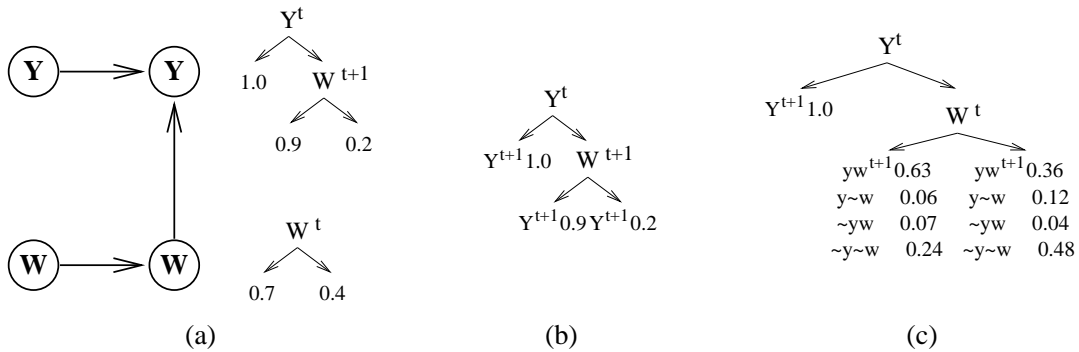 Y Y
W W
Y^t
1.0 W^t+1
0.9 0.2
W^t
0.7 0.4
(a)
Y^t
Y^t+1 1.0 W^t+1
Y^t+1 0.9 Y^t+1 0.2
(b)
Y^t
Y^t+1 1.0
W^t
yw^t+1 0.63 yw^t+1 0.36
y~w 0.06 y~w 0.12
~yw 0.07 ~yw 0.04
~y~w 0.24 ~y~w 0.48
(c)